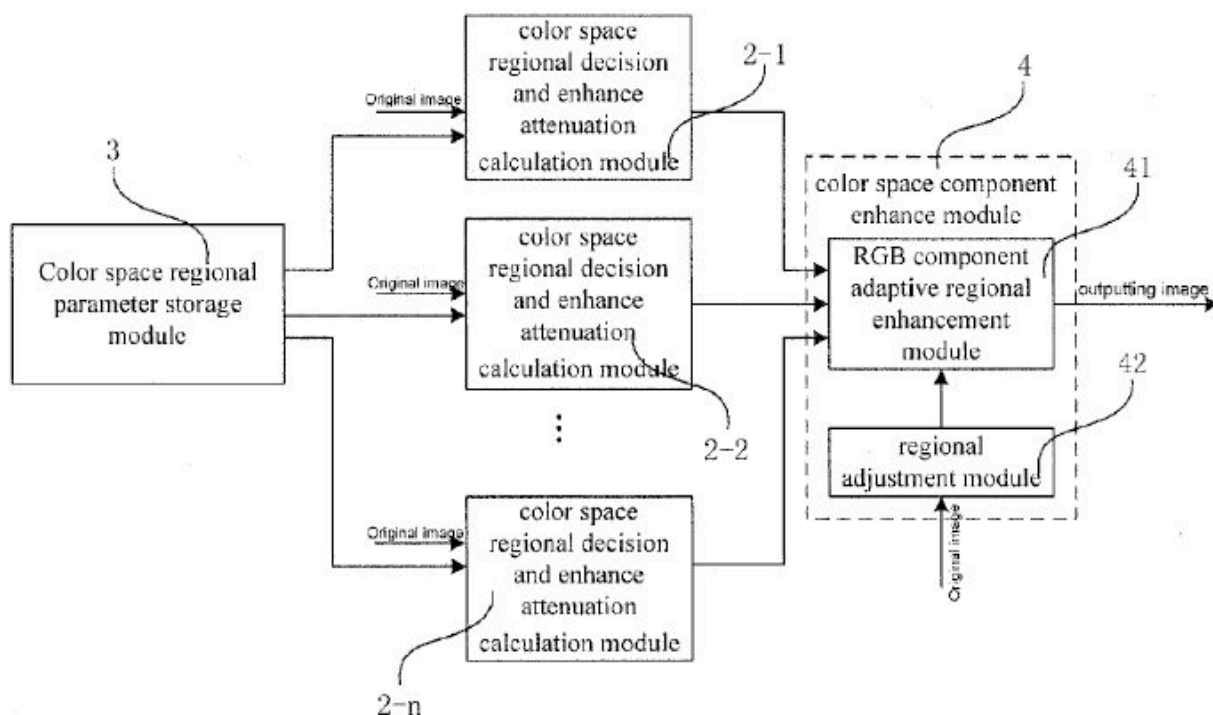 color space
regional decision
and enhance
attenuation
calculation module
2-1
Original image
4
3
color space component
enhance module
41
Color space regional
parameter storage
module
color space
regional decision
and enhance
attenuation
calculation module
Original image
RGB component
adaptive regional
enhancement
module
outputting image
42
2-2
⋮
regional
adjustment module
Original image
color space
regional decision
and enhance
attenuation
calculation module
Original image
2-n